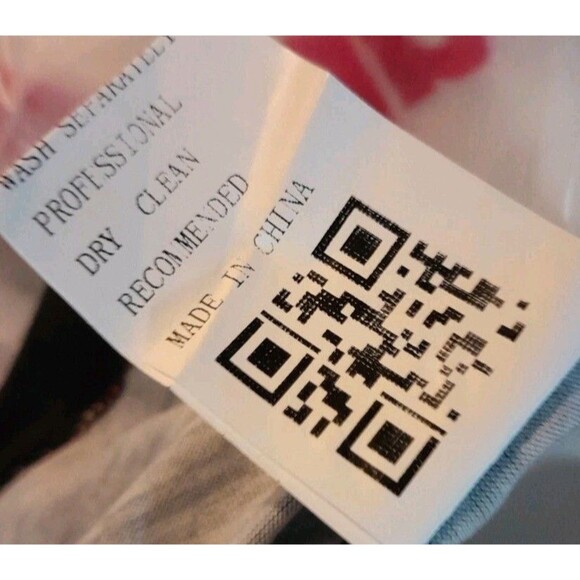 WASH SEPARATELY
PROFESSIONAL
DRY CLEAN
RECOMMENDED
MADE IN CHINA